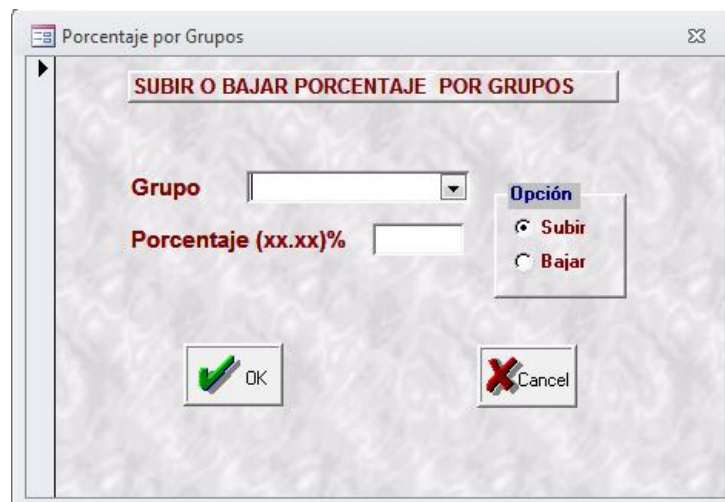 Porcentaje por Grupos
SUBIR O BAJAR PORCENTAJE POR GRUPOS
Grupo
Opción
Porcentaje (xx.xx)%
Subir
Bajar
OK
Cancel